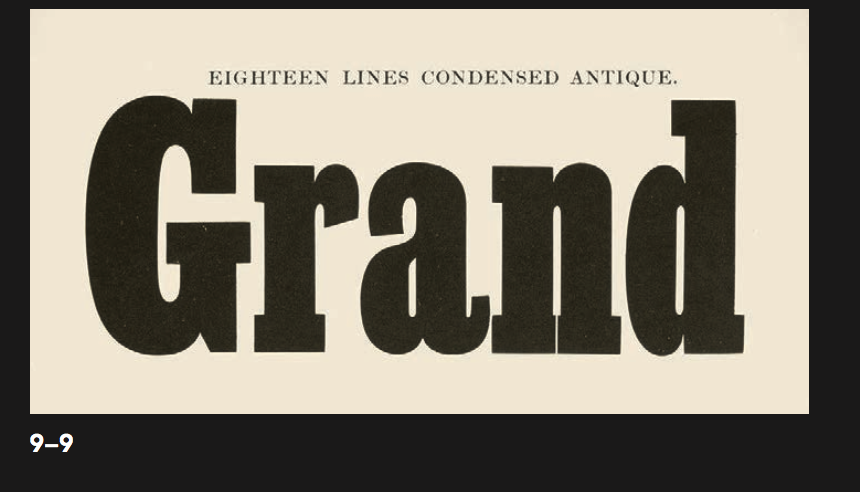 EIGHTEEN LINES CONDENSED ANTIQUE.
Grand
9–9